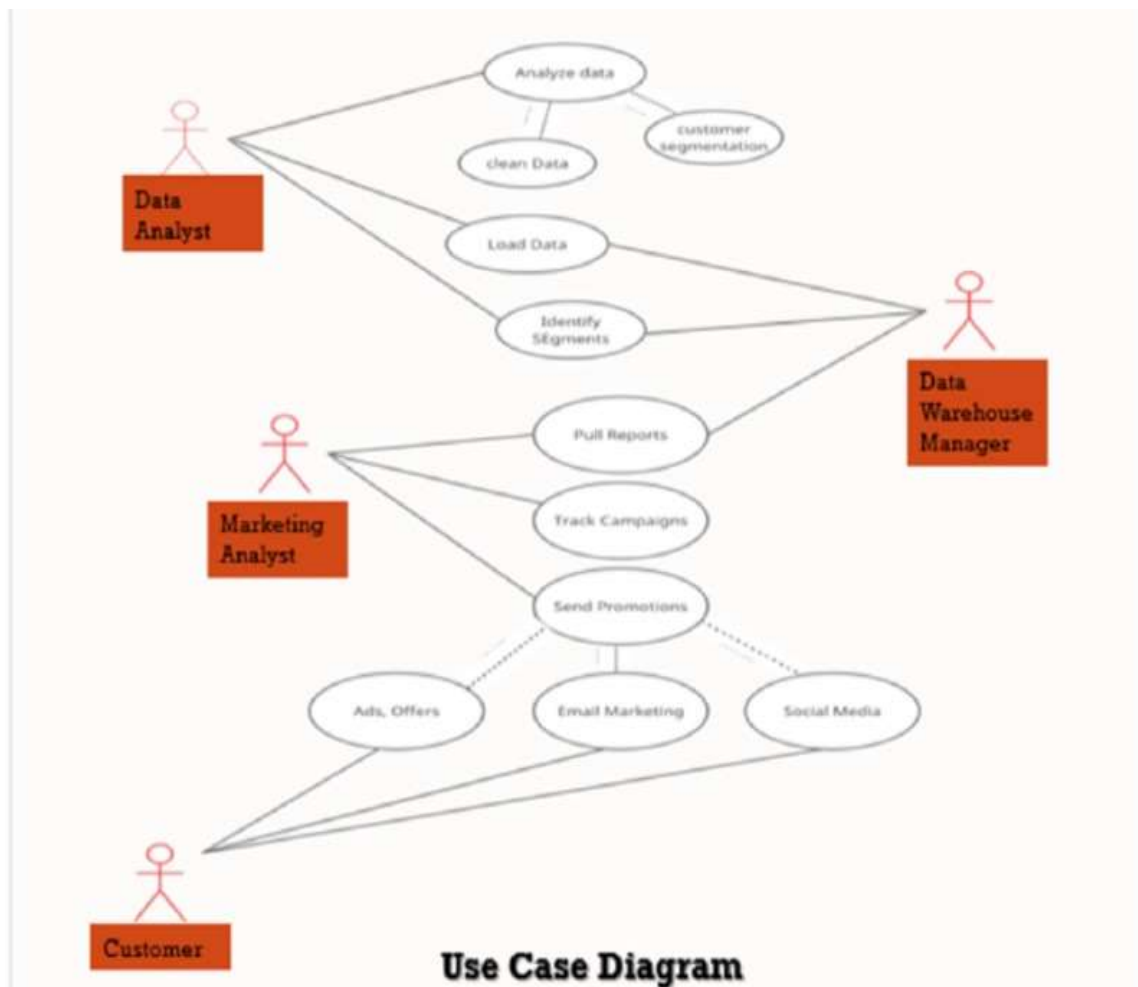 Analyze data
customer
segmentation
clean Data
Data
Analyst
Load Data
Identify
SEgments
Data
Warehouse
Manager
Pull Reports
Marketing
Analyst
Track Campaigns
Send Promotions
Ads, Offers
Email Marketing
Social Media
Customer
Use Case Diagram